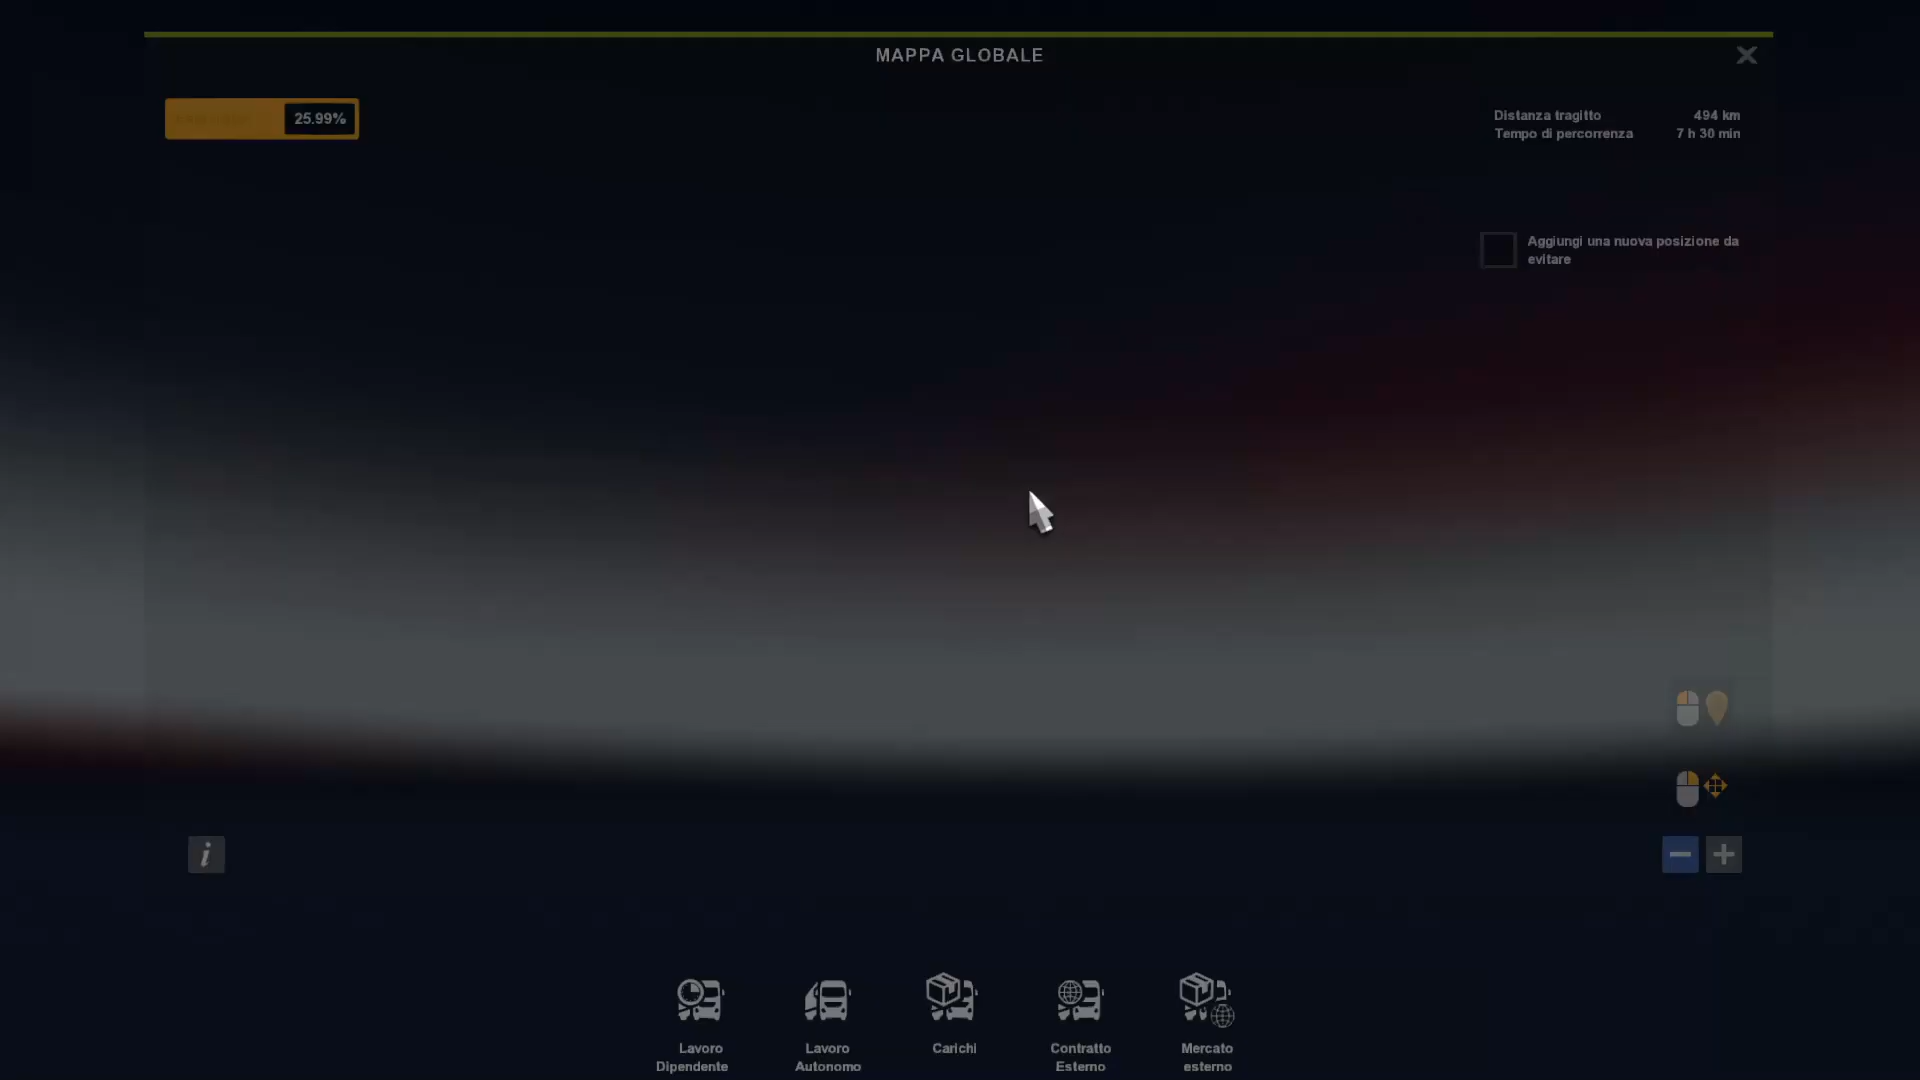 MAPPA GLOBALE
25.99%
Distanza tragitto 494 km
Tempo di percorrenza 7 h 30 min
Aggiungi una nuova posizione da
evitare
i
Lavoro
Dipendente
Lavoro
Autonomo
Carichi
Contratto
Esterno
Mercato
esterno